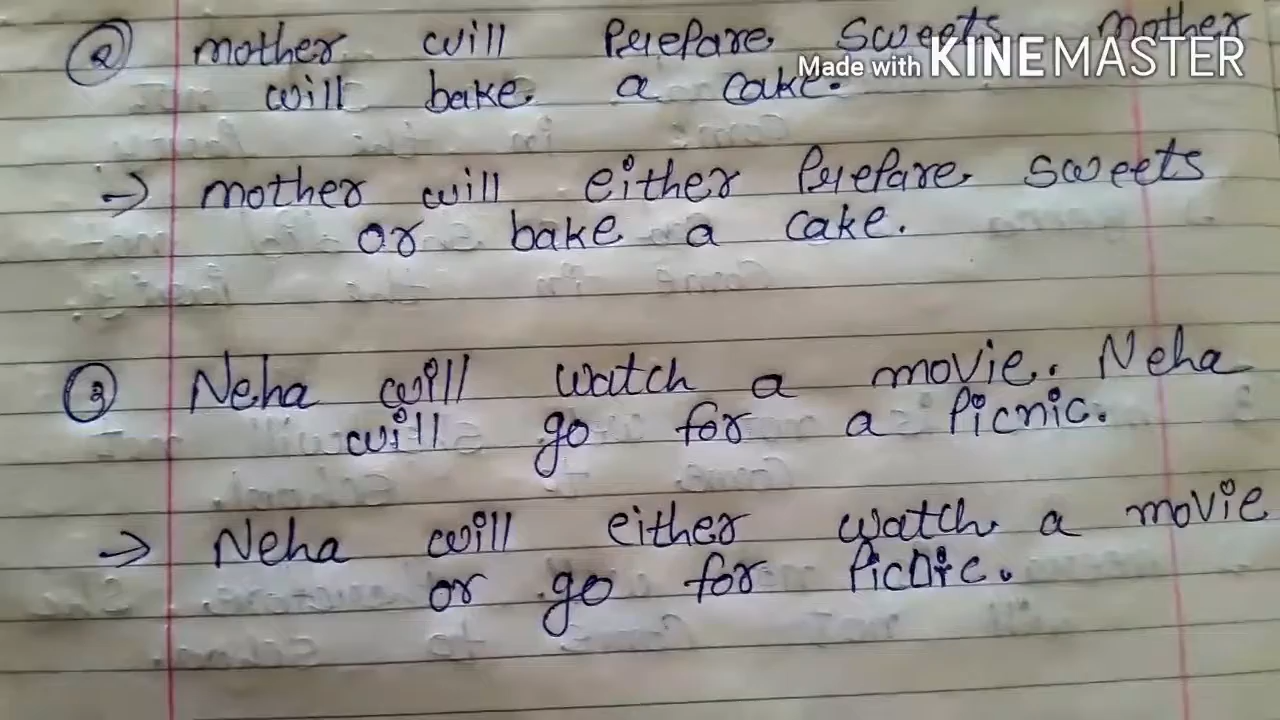 ② mother will Prepare sweets mother
Made with KINEMASTER
will bake a cake.
→ mother will either Prepare sweets
or bake a cake.
③ Neha will watch a movie. Neha
will go for a Picnic.
→ Neha will either watch a movie
or go for Picnic.